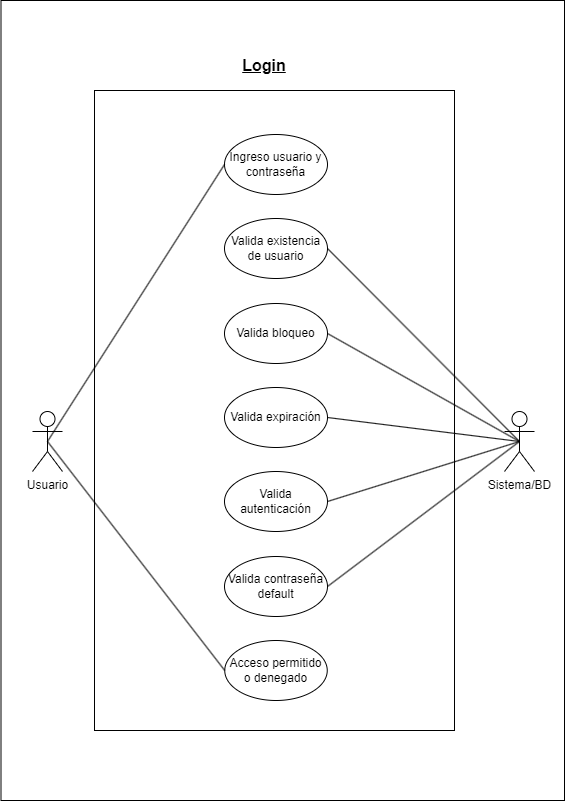 Login
Ingreso usuario y
contraseña
Valida existencia
de usuario
Valida bloqueo
Valida expiración
Usuario
Sistema/BD
Valida
autenticación
Valida contraseña
default
Acceso permitido
o denegado